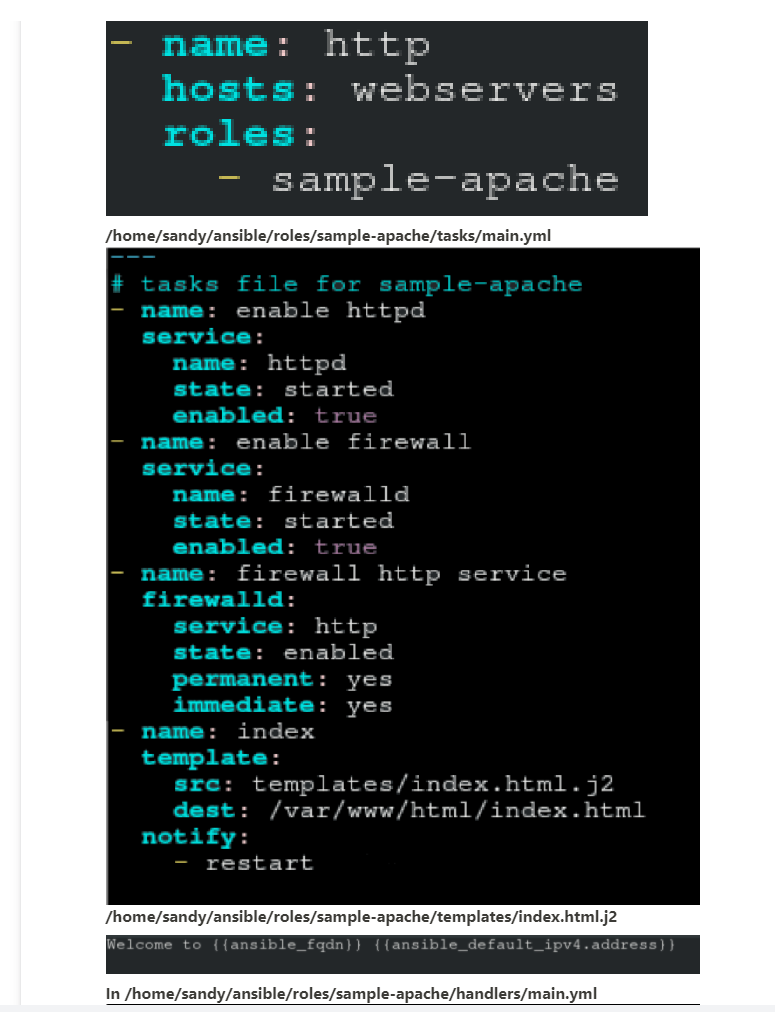 - name: http
  hosts: webservers
  roles:
    - sample-apache
/home/sandy/ansible/roles/sample-apache/tasks/main.yml
---
# tasks file for sample-apache
- name: enable httpd
  service:
    name: httpd
    state: started
    enabled: true
- name: enable firewall
  service:
    name: firewalld
    state: started
    enabled: true
- name: firewall http service
  firewalld:
    service: http
    state: enabled
    permanent: yes
    immediate: yes
- name: index
  template:
    src: templates/index.html.j2
    dest: /var/www/html/index.html
  notify:
    - restart
/home/sandy/ansible/roles/sample-apache/templates/index.html.j2
Welcome to {{ansible_fqdn}} {{ansible_default_ipv4.address}}
In /home/sandy/ansible/roles/sample-apache/handlers/main.yml